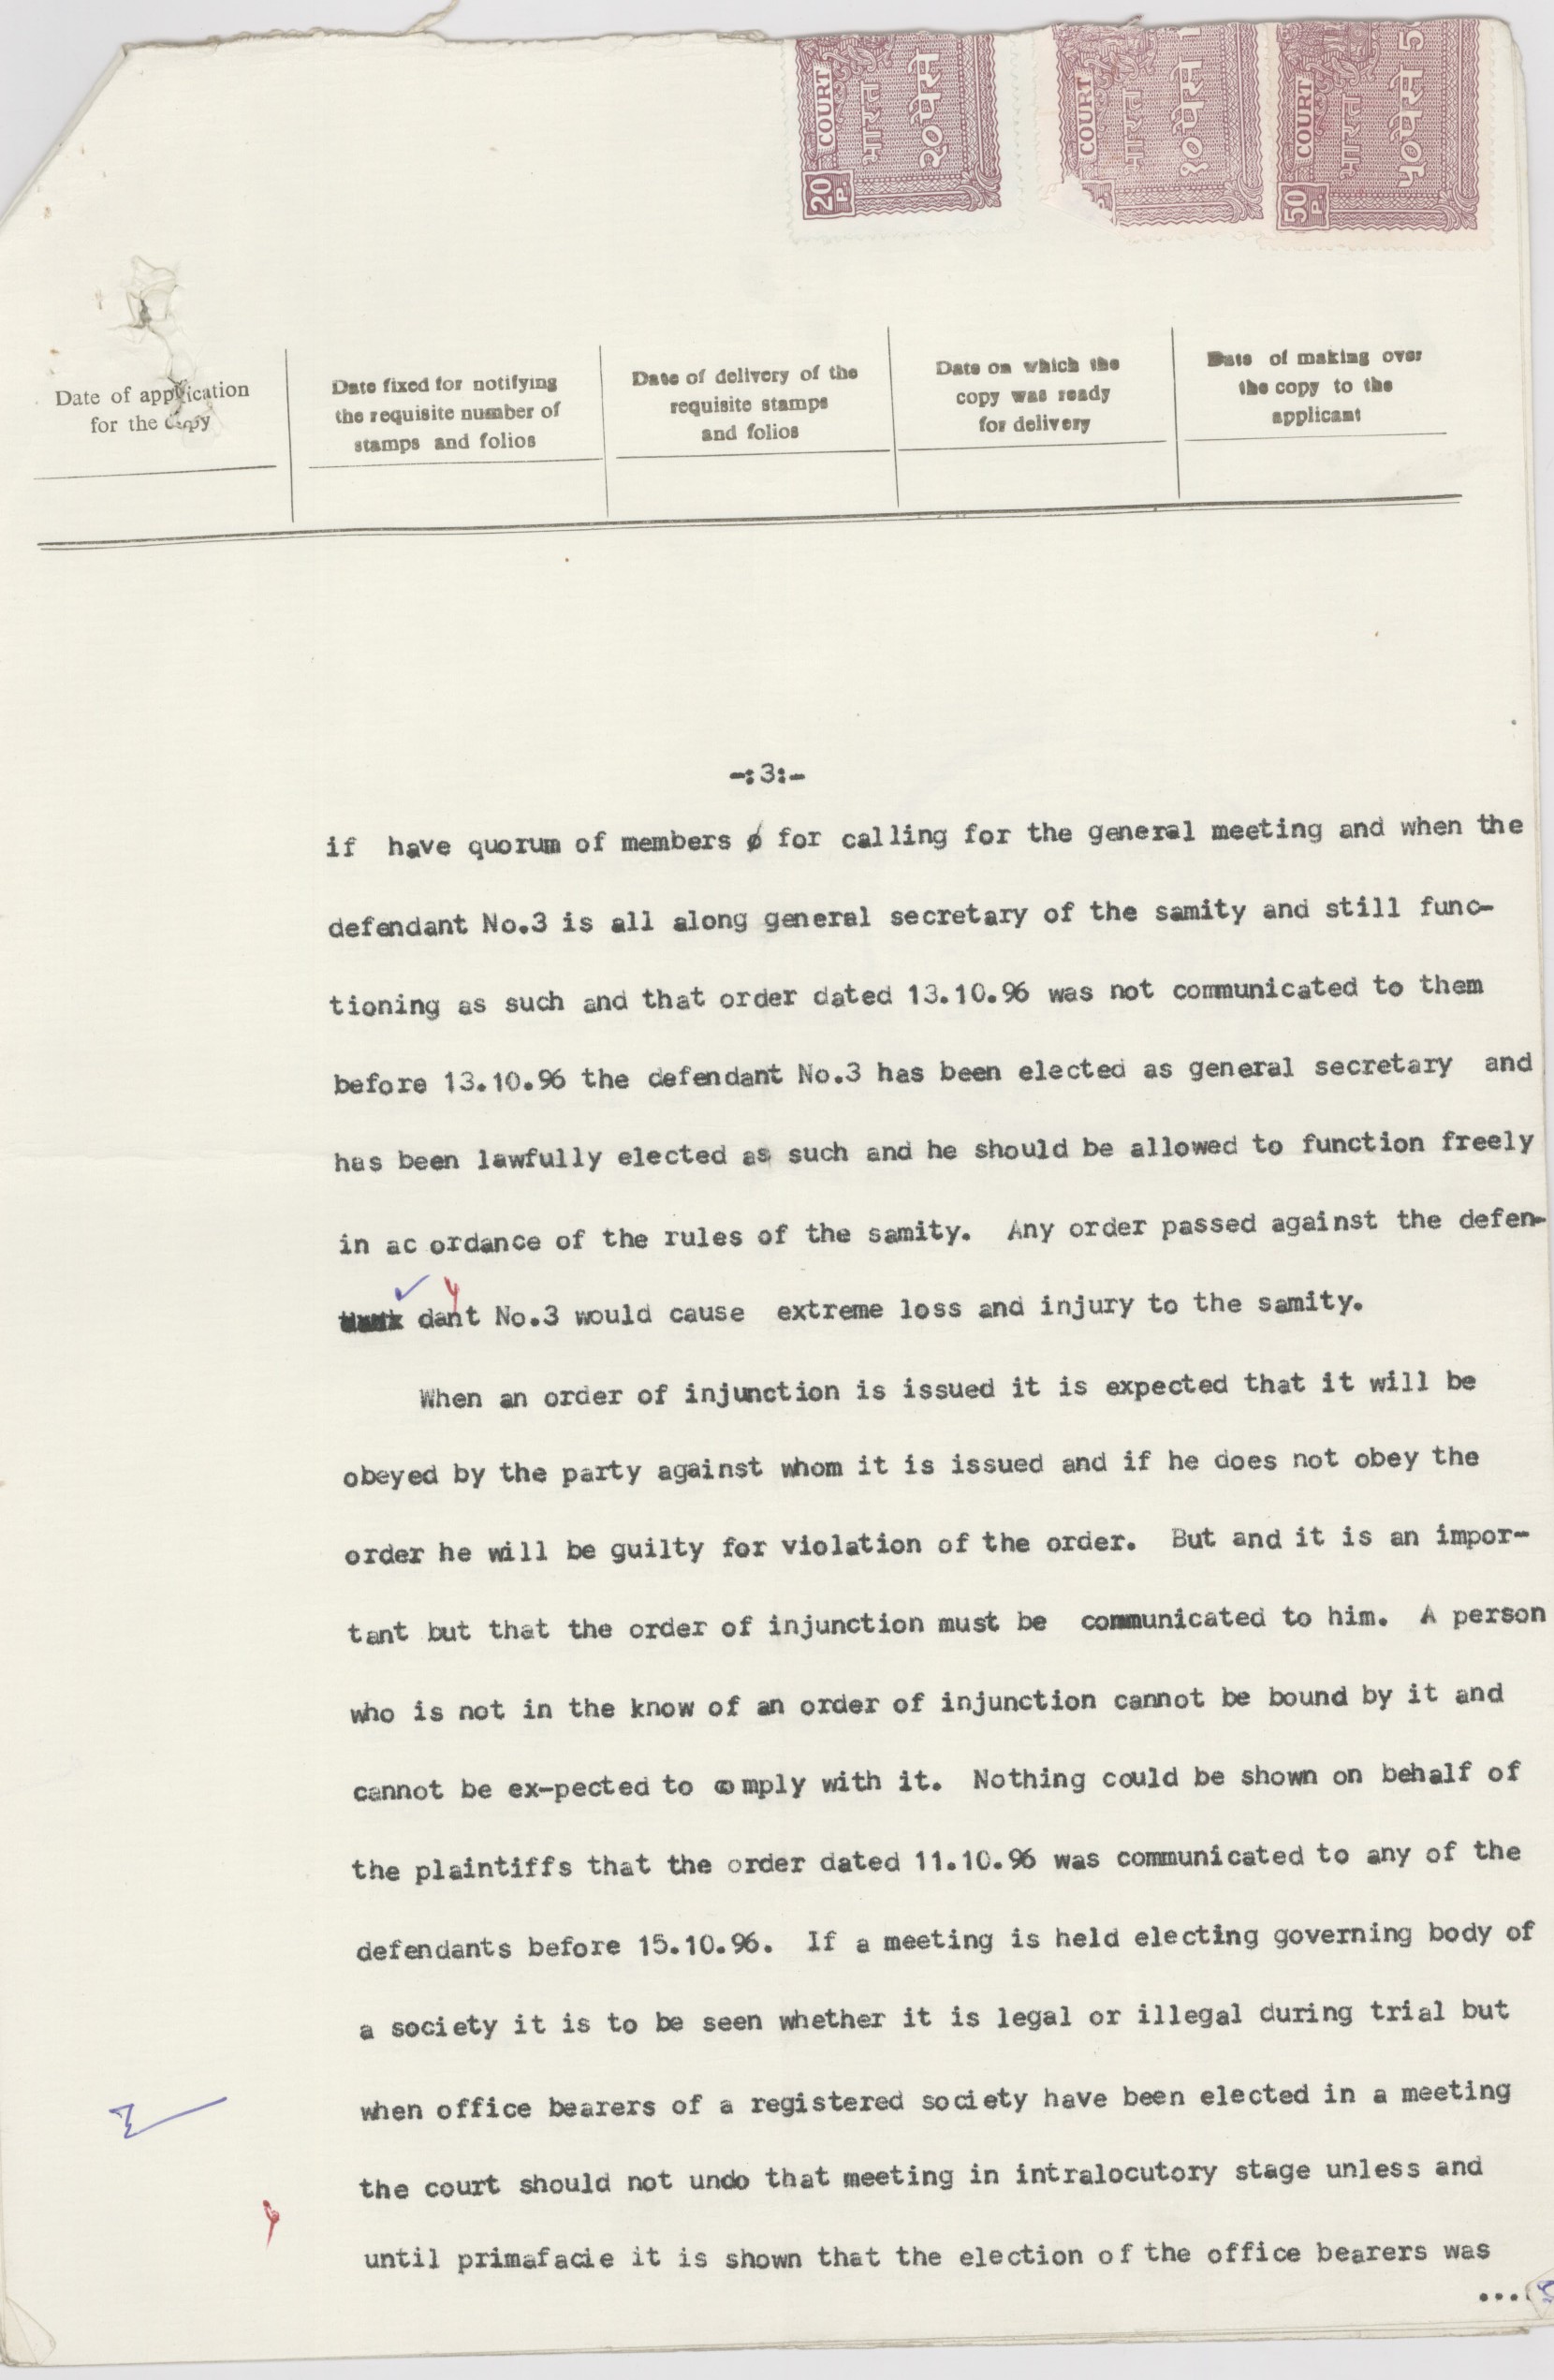 COURT
भारत
२० पैसे
20
P.
COURT
भारत
१० पैसे
COURT
भारत
५० पैसे
50
P.
Date of application
for the copy
Date fixed for notifying
the requisite number of
stamps and folios
Date of delivery of the
requisite stamps
and folios
Date on which the
copy was ready
for delivery
Date of making over
the copy to the
applicant
-:3:-
if have quorum of members for calling for the general meeting and when the
defendant No.3 is all along general secretary of the samity and still func-
tioning as such and that order dated 13.10.96 was not communicated to them
before 13.10.96 the defendant No.3 has been elected as general secretary and
has been lawfully elected as such and he should be allowed to function freely
in ac ordance of the rules of the samity. Any order passed against the defen-
dant No.3 would cause extreme loss and injury to the samity.
When an order of injunction is issued it is expected that it will be
obeyed by the party against whom it is issued and if he does not obey the
order he will be guilty for violation of the order. But and it is an impor-
tant but that the order of injunction must be communicated to him. A person
who is not in the know of an order of injunction cannot be bound by it and
cannot be ex-pected to comply with it. Nothing could be shown on behalf of
the plaintiffs that the order dated 11.10.96 was communicated to any of the
defendants before 15.10.96. If a meeting is held electing governing body of
a society it is to be seen whether it is legal or illegal during trial but
when office bearers of a registered society have been elected in a meeting
the court should not undo that meeting in intralocutory stage unless and
until primafacie it is shown that the election of the office bearers was
....